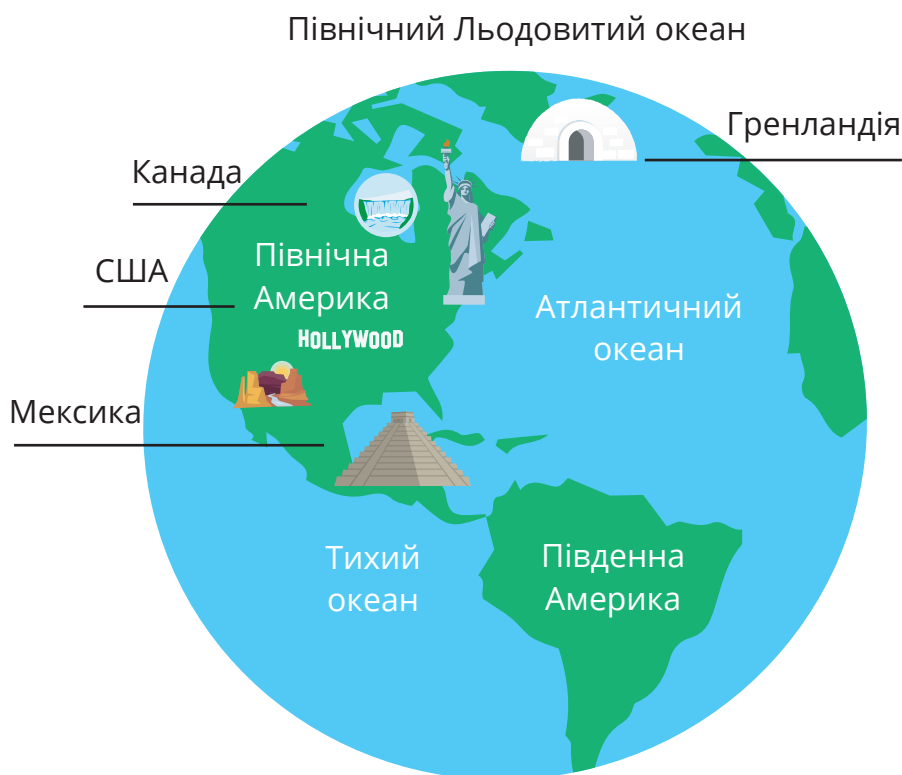 Північний Льодовитий океан
Гренландія
Канада
США
Північна
Америка
HOLLYWOOD
Атлантичний
океан
Мексика
Тихий
океан
Південна
Америка